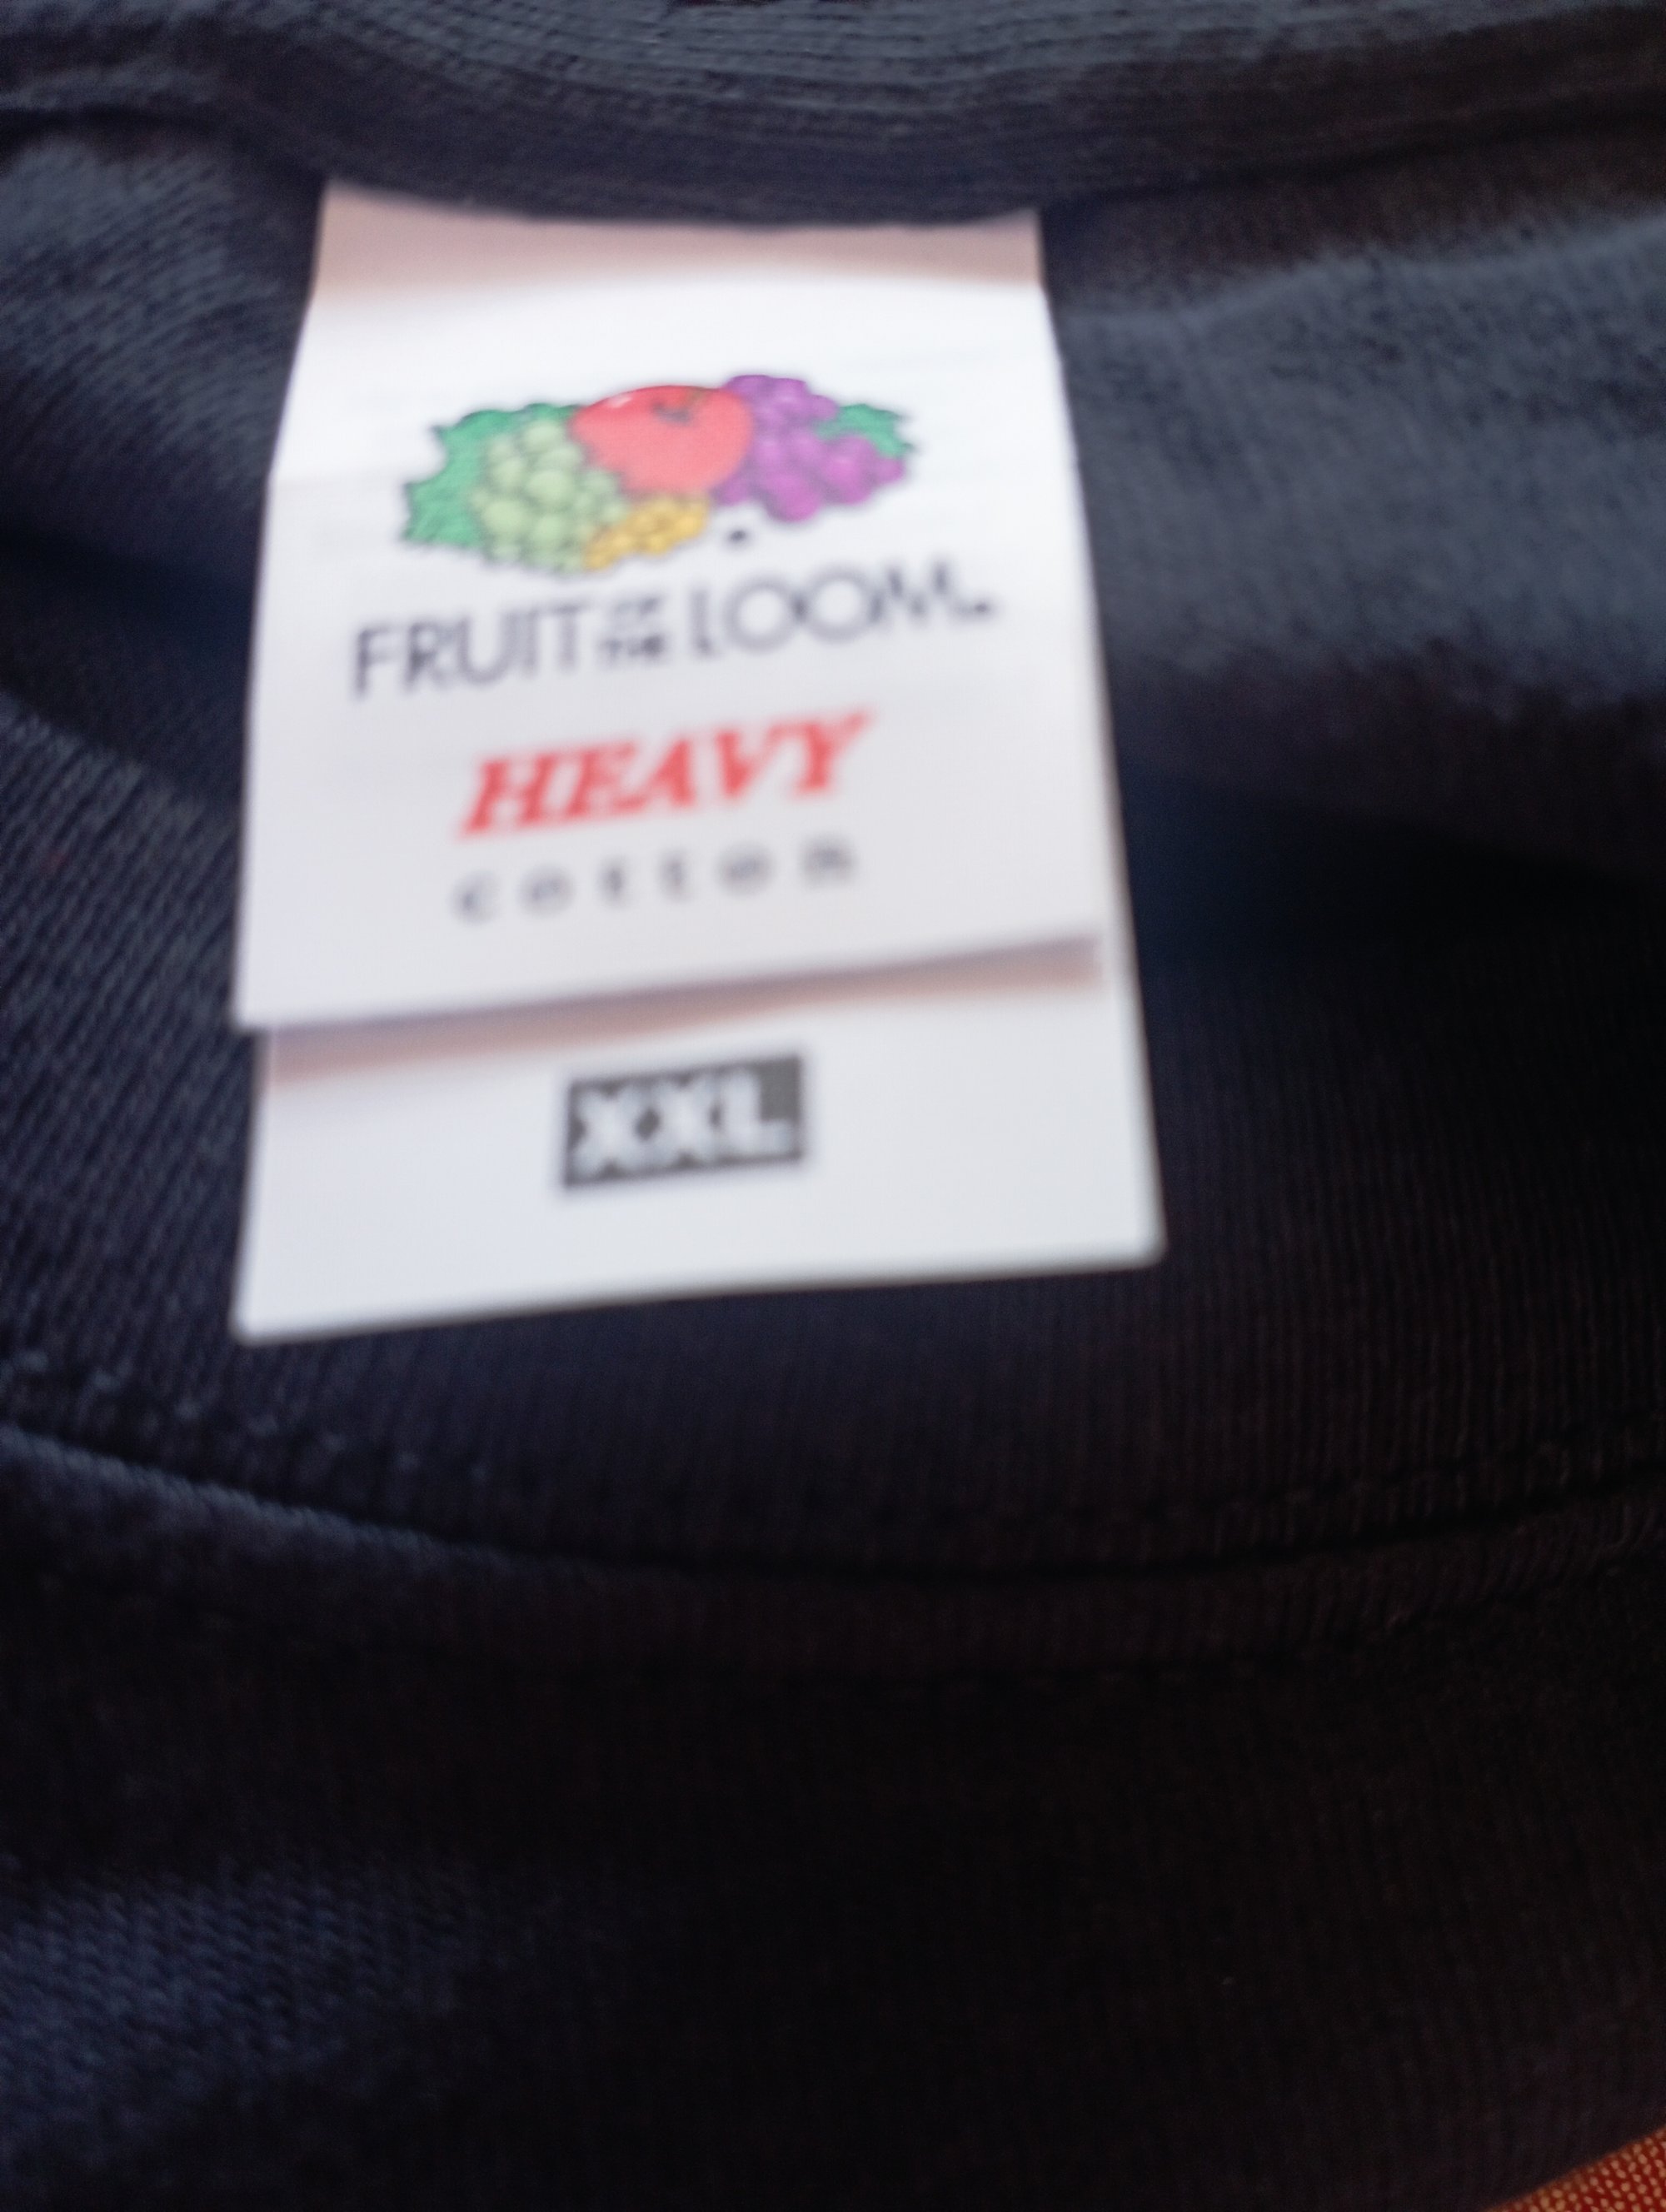 FRUIT OF THE LOOM
HEAVY
cotton
XXL